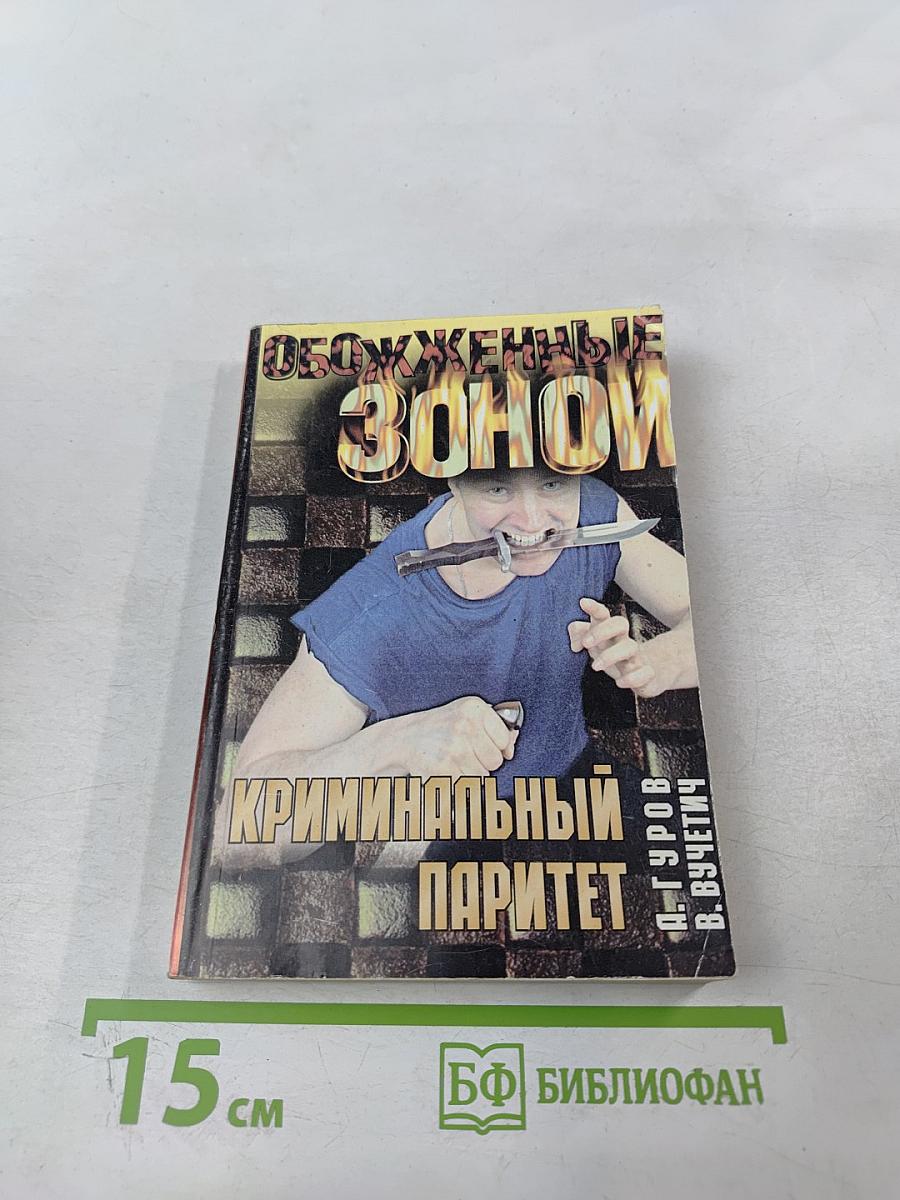 ОБОЖЖЕННЫЕ
ЗОНОЙ
КРИМИНАЛЬНЫЙ
ПАРИТЕТ
Д. ГУРОВ
В. ВУЧЕТИЧ
15 см
БФ БИБЛИОФАН